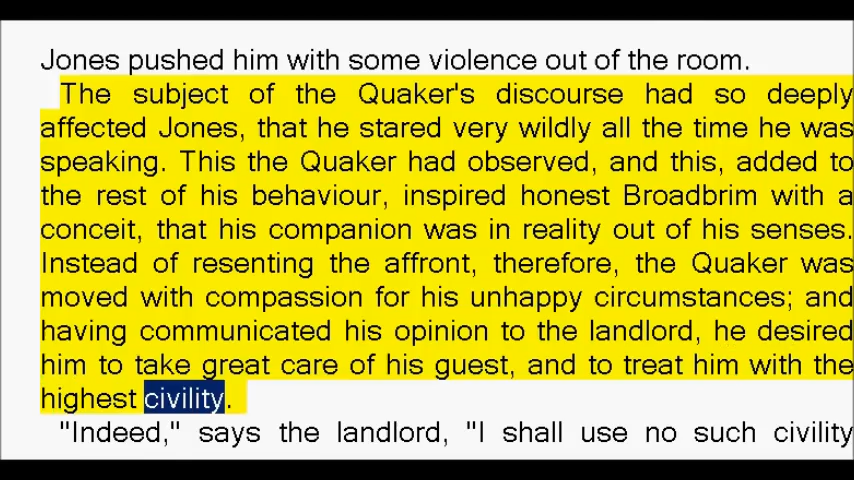 Jones pushed him with some violence out of the room.
The subject of the Quaker's discourse had so deeply
affected Jones, that he stared very wildly all the time he was
speaking. This the Quaker had observed, and this, added to
the rest of his behaviour, inspired honest Broadbrim with a
conceit, that his companion was in reality out of his senses.
Instead of resenting the affront, therefore, the Quaker was
moved with compassion for his unhappy circumstances; and
having communicated his opinion to the landlord, he desired
him to take great care of his guest, and to treat him with the
highest civility.
"Indeed," says the landlord, "I shall use no such civility